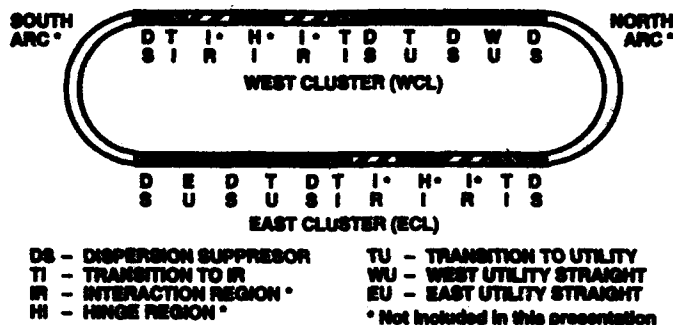 SOUTH
ARC *
NORTH
ARC *
D T I* H* I* T D T D W D
S I R I R I S U S U S
WEST CLUSTER (WCL)
D E D T D T I* H* I* T D
S U S U S I R I R I S
EAST CLUSTER (ECL)
DS – DISPERSION SUPPRESOR
TI – TRANSITION TO IR
IR – INTERACTION REGION *
HI – HINGE REGION *
TU – TRANSITION TO UTILITY
WU – WEST UTILITY STRAIGHT
EU – EAST UTILITY STRAIGHT
* Not included in this presentation